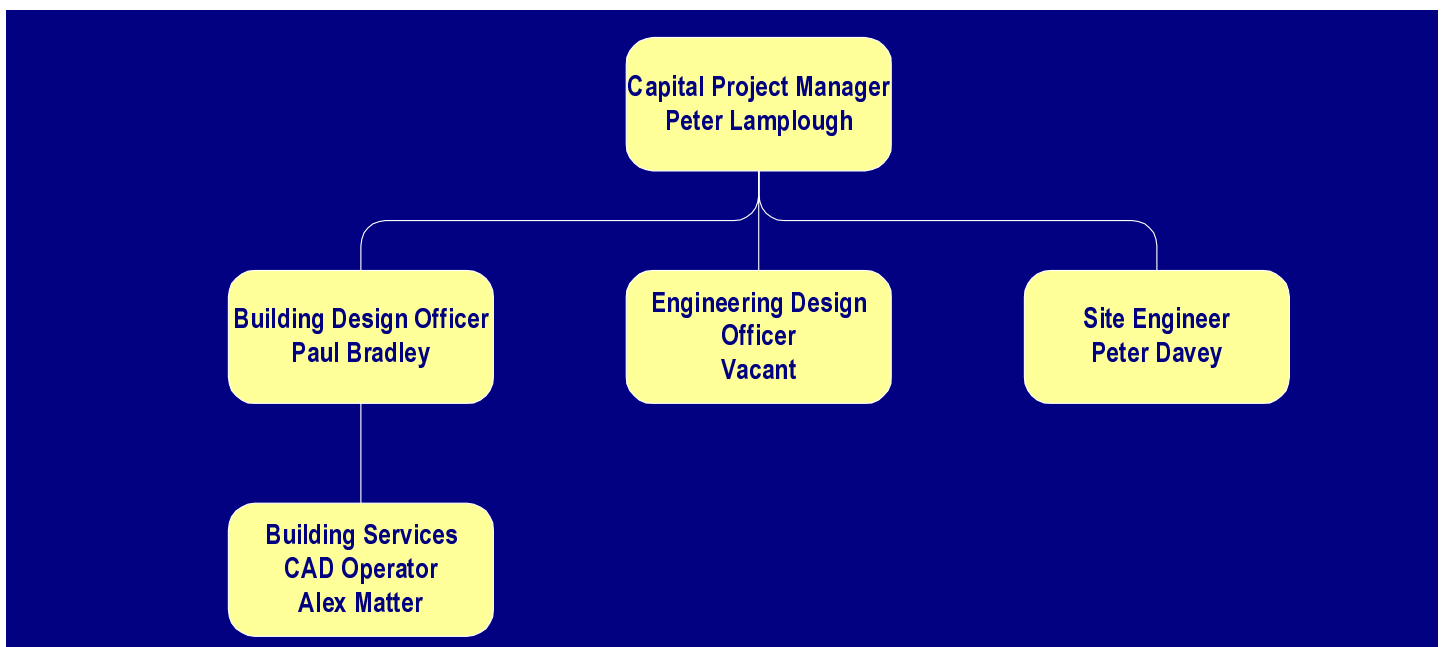 Capital Project Manager
Peter Lamplough
Building Design Officer
Paul Bradley
Engineering Design
Officer
Vacant
Site Engineer
Peter Davey
Building Services
CAD Operator
Alex Matter